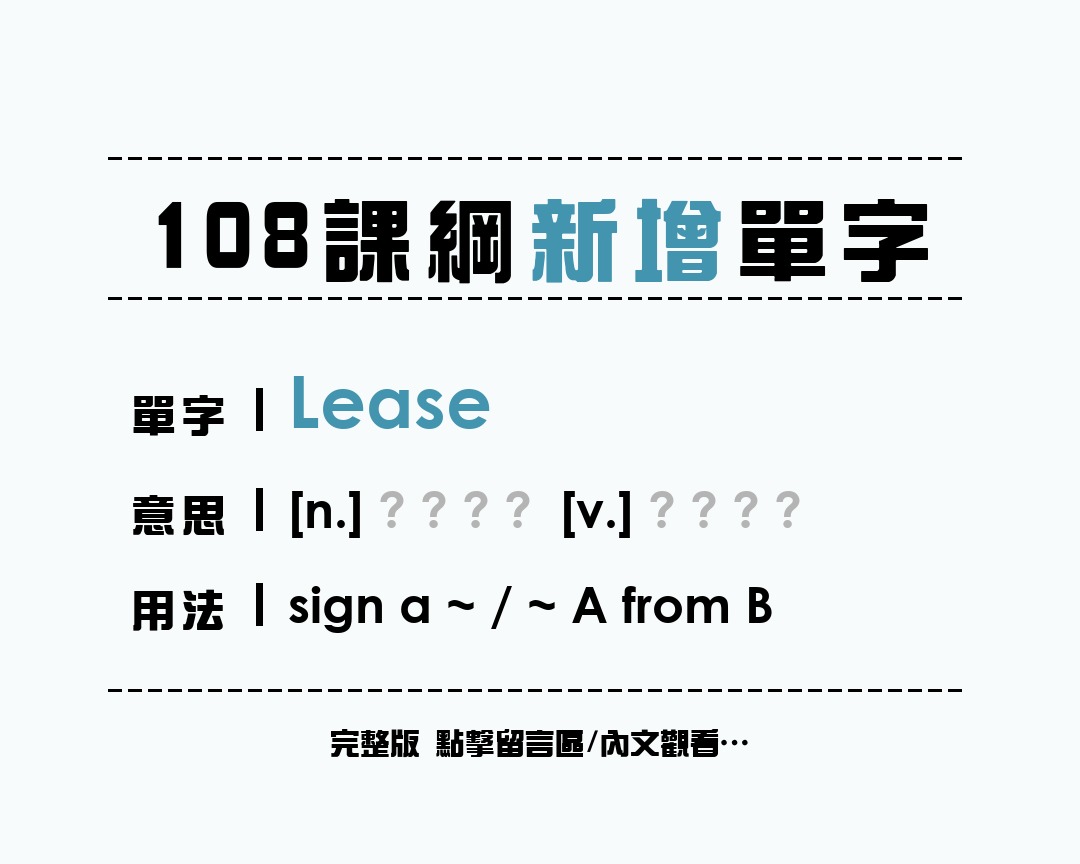 108課綱新增單字
單字 | Lease
意思 | [n.] ???? [v.] ????
用法 | sign a ~ / ~ A from B
完整版 點擊留言區/內文觀看…